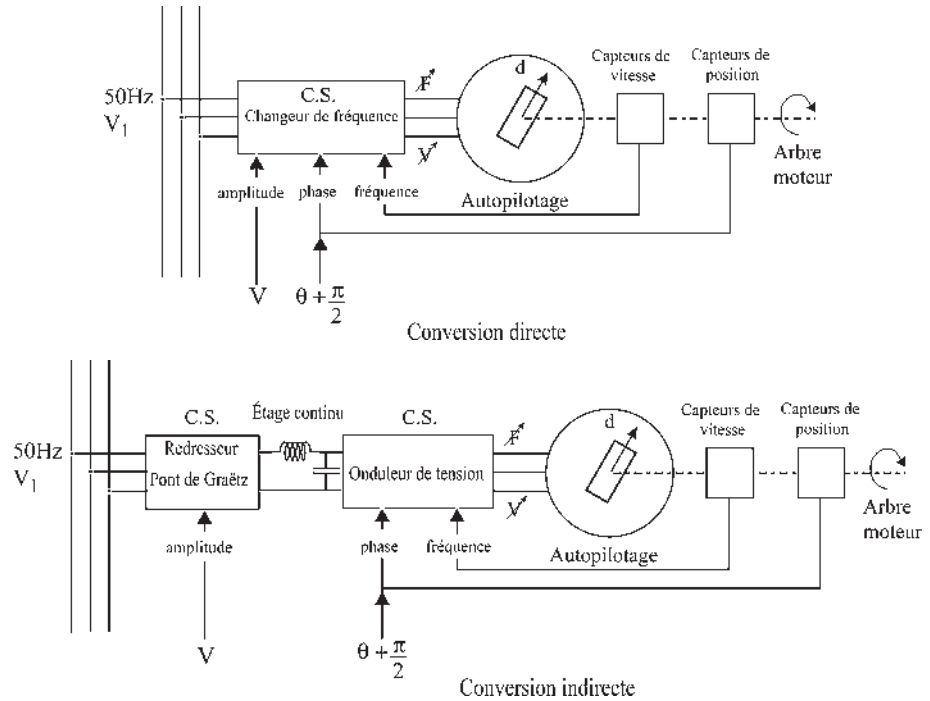 Capteurs de vitesse
Capteurs de position
d
F
50Hz
V1
C.S.
Changeur de fréquence
V
Arbre moteur
amplitude
phase
fréquence
Autopilotage
V
θ + π/2
Conversion directe
C.S.
Étage continu
C.S.
Capteurs de vitesse
Capteurs de position
d
F
50Hz
V1
Redresseur
Pont de Graëtz
Onduleur de tension
V
Arbre moteur
amplitude
phase
fréquence
Autopilotage
V
θ + π/2
Conversion indirecte